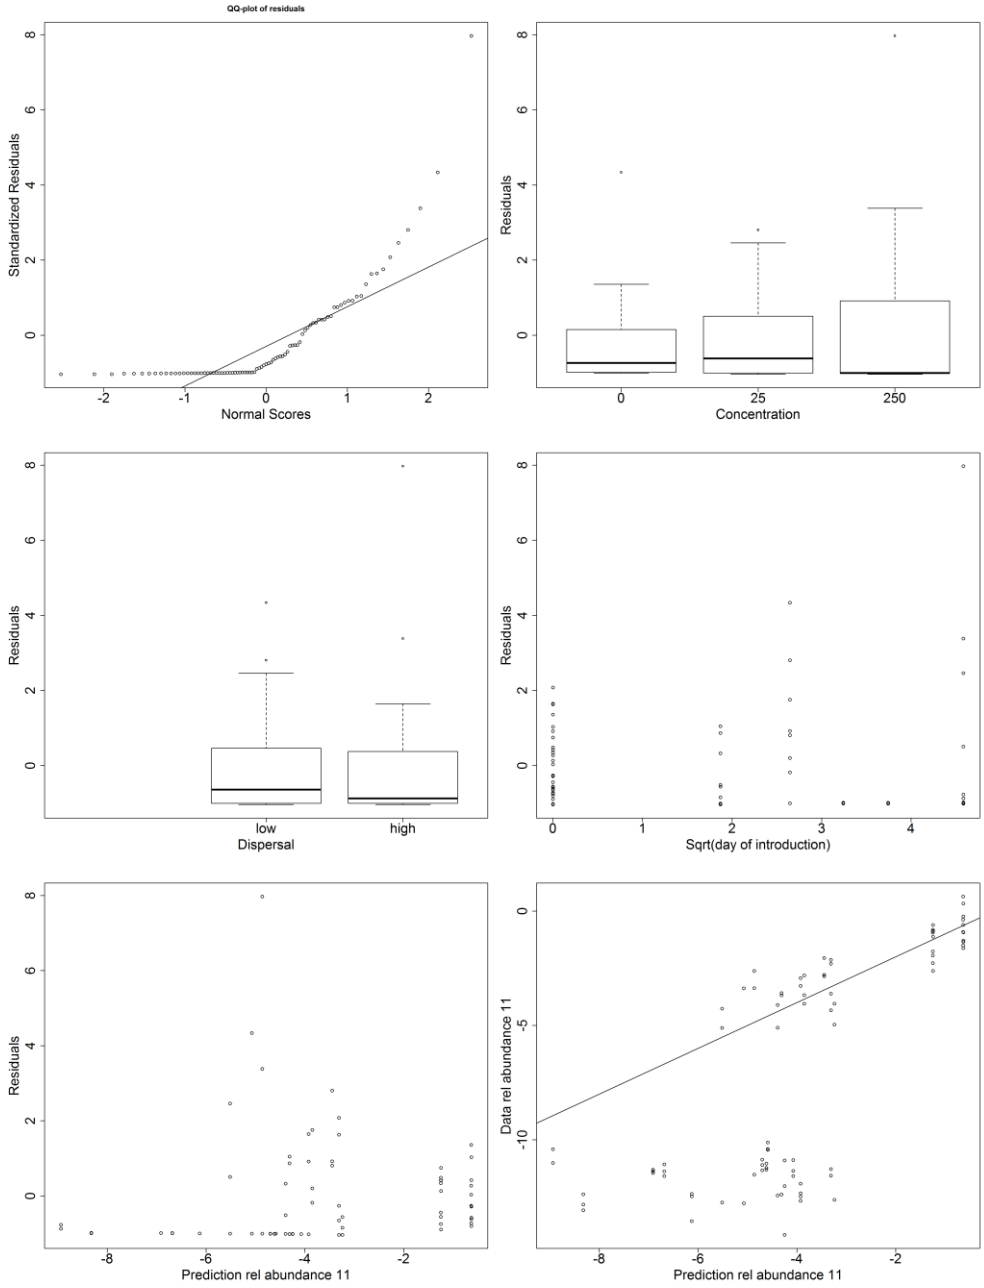 QQ-plot of residuals
Standardized Residuals
8
6
4
2
0
-2 -1 0 1 2
Normal Scores
Residuals
8
6
4
2
0
0 25 250
Concentration
Residuals
8
6
4
2
0
low high
Dispersal
Residuals
8
6
4
2
0
0 1 2 3 4
Sqrt(day of introduction)
Residuals
8
6
4
2
0
-8 -6 -4 -2
Prediction rel abundance 11
Data rel abundance 11
0
-5
-10
-8 -6 -4 -2
Prediction rel abundance 11